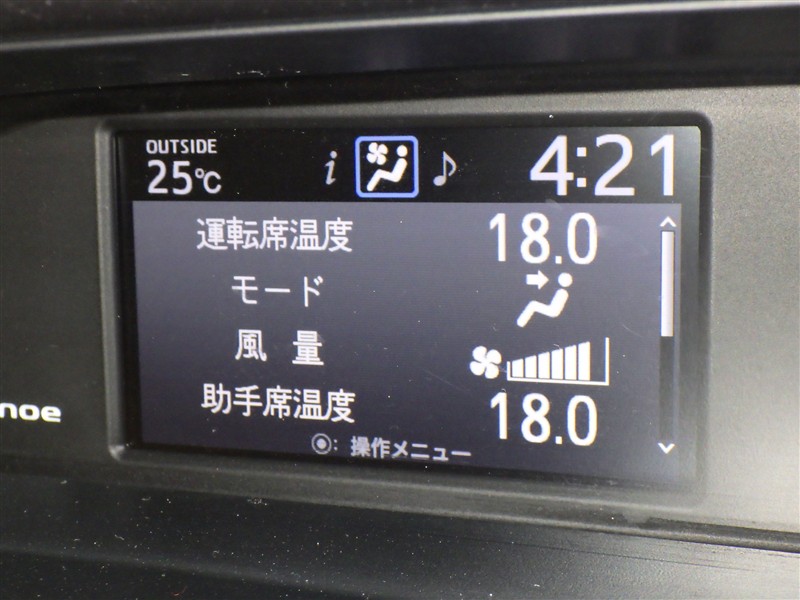 OUTSIDE
25℃
i
4:21
運転席温度 18.0
モード
風 量
助手席温度 18.0
noe
◉: 操作メニュー